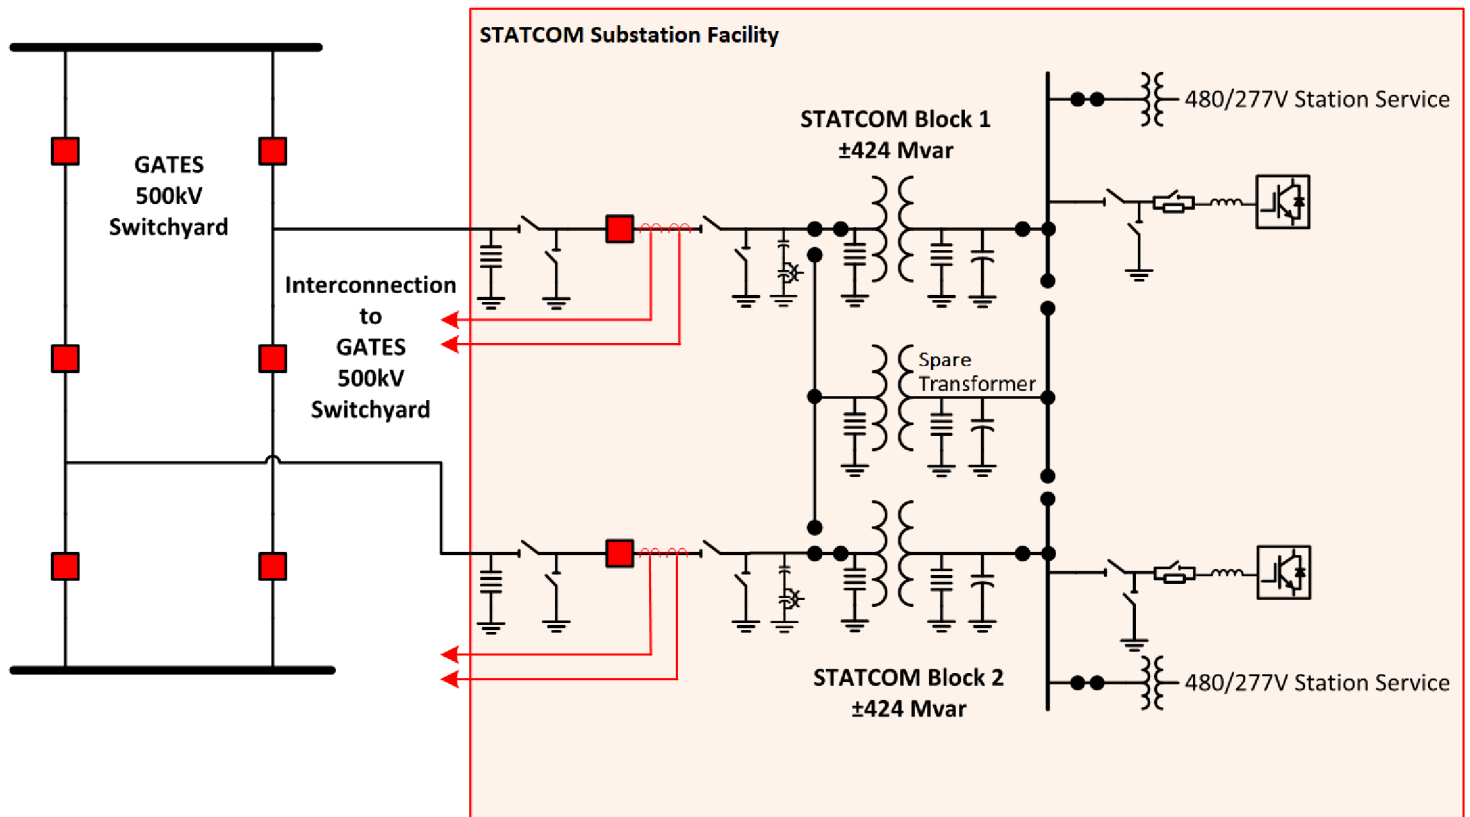 STATCOM Substation Facility
GATES
500kV
Switchyard
Interconnection
to
GATES
500kV
Switchyard
STATCOM Block 1
±424 Mvar
480/277V Station Service
Spare
Transformer
STATCOM Block 2
±424 Mvar
480/277V Station Service